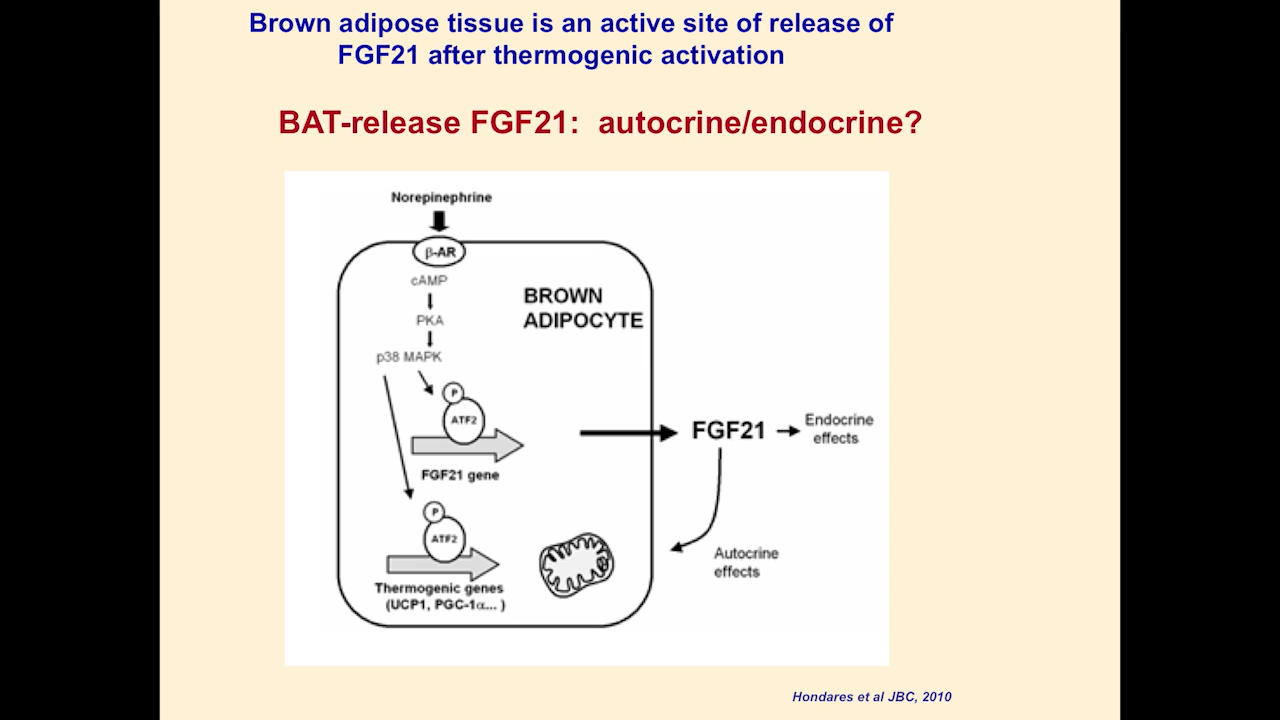 Brown adipose tissue is an active site of release of
FGF21 after thermogenic activation
BAT-release FGF21: autocrine/endocrine?
Norepinephrine
β-AR
cAMP
PKA
p38 MAPK
BROWN
ADIPOCYTE
P
ATF2
FGF21 gene
FGF21
Endocrine
effects
P
ATF2
Thermogenic genes
(UCP1, PGC-1α... )
Autocrine
effects
Hondares et al JBC, 2010